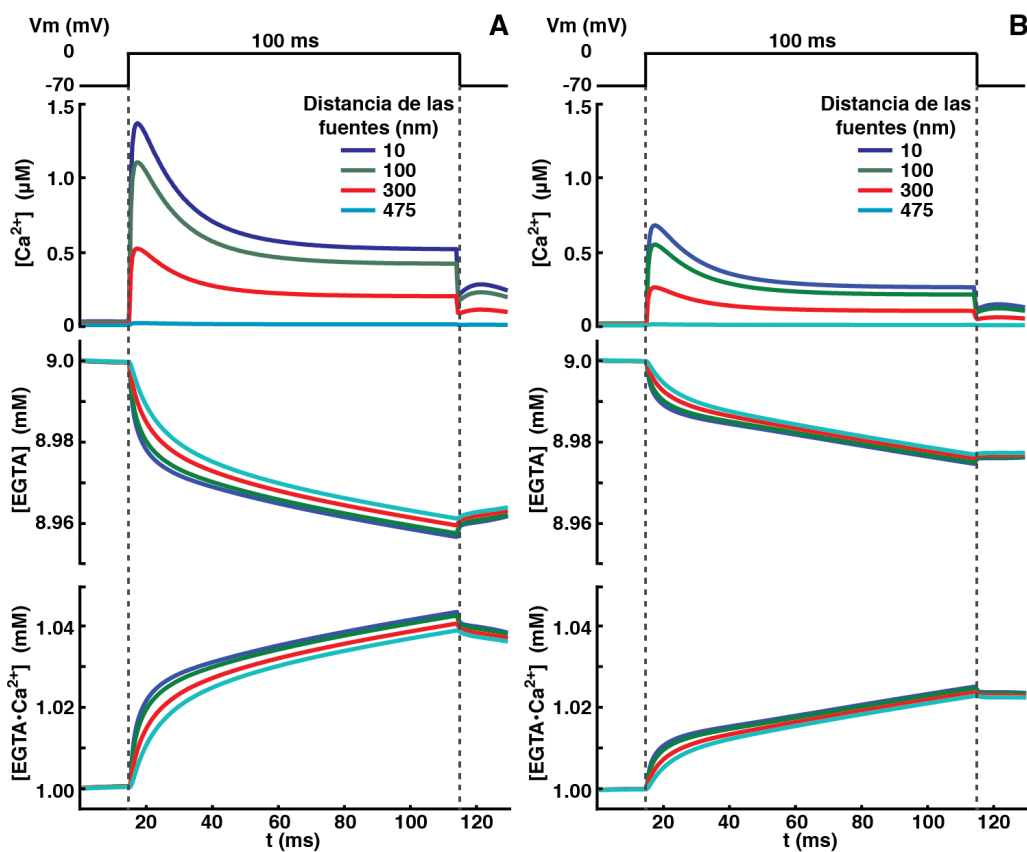 Vm (mV)
A
0
100 ms
-70
1.5
Distancia de las
fuentes (nm)
10
100
300
475
1.0
0.5
0
[Ca²⁺] (µM)
9.0
8.98
8.96
[EGTA] (mM)
1.04
1.02
1.00
[EGTA•Ca²⁺] (mM)
20 40 60 80 100 120
t (ms)
Vm (mV)
B
0
100 ms
-70
1.5
Distancia de las
fuentes (nm)
10
100
300
475
1.0
0.5
0
[Ca²⁺] (µM)
9.0
8.98
8.96
[EGTA] (mM)
1.04
1.02
1.00
[EGTA•Ca²⁺] (mM)
20 40 60 80 100 120
t (ms)